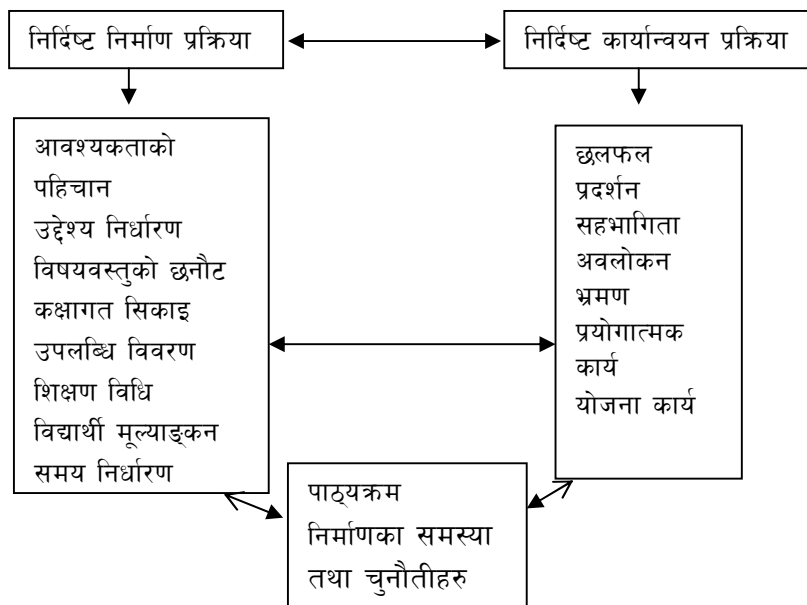 निर्दिष्ट निर्माण प्रक्रिया
निर्दिष्ट कार्यान्वयन प्रक्रिया
आवश्यकताको
पहिचान
उद्देश्य निर्धारण
विषयवस्तुको छनौट
कक्षागत सिकाइ
उपलब्धि विवरण
शिक्षण विधि
विद्यार्थी मूल्याङ्कन
समय निर्धारण
छलफल
प्रदर्शन
सहभागिता
अवलोकन
भ्रमण
प्रयोगात्मक
कार्य
योजना कार्य
पाठ्यक्रम
निर्माणका समस्या
तथा चुनौतीहरु